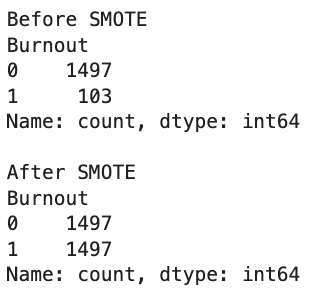 Before SMOTE
Burnout
0    1497
1     103
Name: count, dtype: int64

After SMOTE
Burnout
0    1497
1    1497
Name: count, dtype: int64